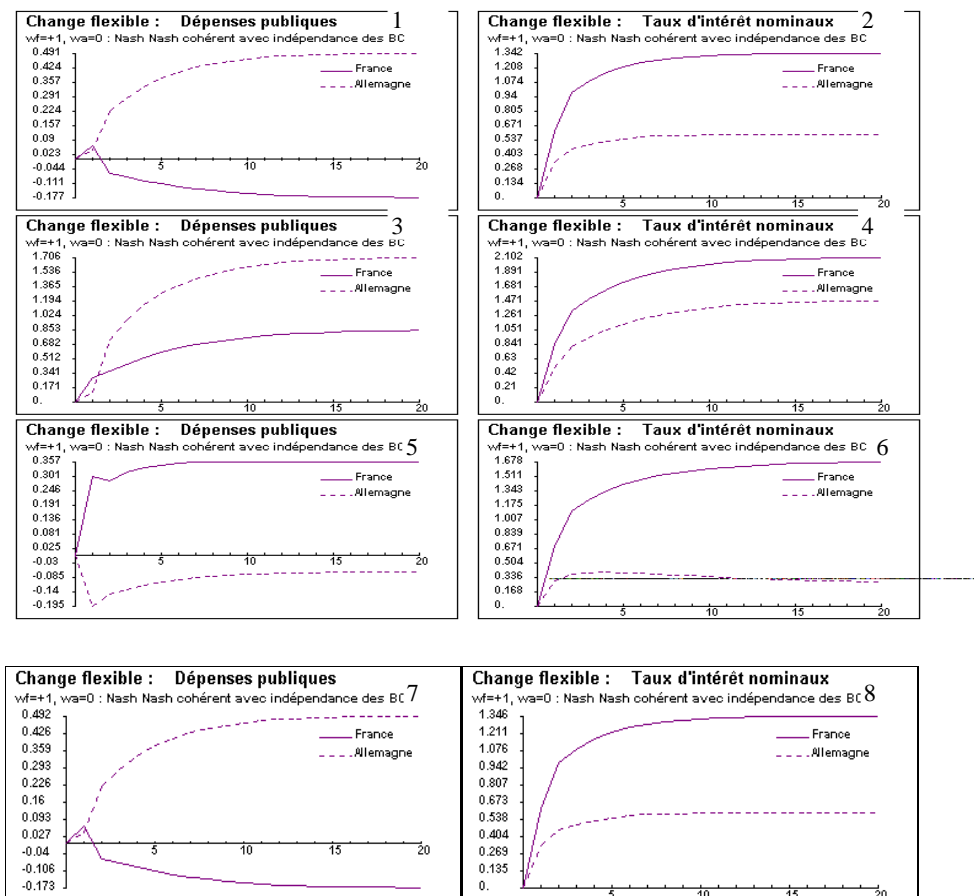 Change flexible : Dépenses publiques 1
wf=+1, wa=0 : Nash Nash cohérent avec indépendance des BC
0.491
0.424
0.357
0.291
0.224
0.157
0.09
0.023
-0.044
-0.111
-0.177
5 10 15 20
France
Allemagne
Change flexible : Taux d'intérêt nominaux 2
wf=+1, wa=0 : Nash Nash cohérent avec indépendance des BC
1.342
1.208
1.074
0.94
0.805
0.671
0.537
0.403
0.268
0.134
0.
5 10 15 20
France
Allemagne
Change flexible : Dépenses publiques 3
wf=+1, wa=0 : Nash Nash cohérent avec indépendance des BC
1.706
1.536
1.365
1.194
1.024
0.853
0.682
0.512
0.341
0.171
0.
5 10 15 20
France
Allemagne
Change flexible : Taux d'intérêt nominaux 4
wf=+1, wa=0 : Nash Nash cohérent avec indépendance des BC
2.102
1.891
1.681
1.471
1.261
1.051
0.841
0.63
0.42
0.21
0.
5 10 15 20
France
Allemagne
Change flexible : Dépenses publiques
wf=+1, wa=0 : Nash Nash cohérent avec indépendance des BC 5
0.357
0.301
0.246
0.191
0.136
0.081
0.025
-0.03
-0.085
-0.14
-0.195
5 10 15 20
France
Allemagne
Change flexible : Taux d'intérêt nominaux
wf=+1, wa=0 : Nash Nash cohérent avec indépendance des BC 6
1.678
1.511
1.343
1.175
1.007
0.839
0.671
0.504
0.336
0.168
0.
5 10 15 20
France
Allemagne
Change flexible : Dépenses publiques
wf=+1, wa=0 : Nash Nash cohérent avec indépendance des BC 7
0.492
0.426
0.359
0.293
0.226
0.16
0.093
0.027
-0.04
-0.106
-0.173
5 10 15 20
France
Allemagne
Change flexible : Taux d'intérêt nominaux
wf=+1, wa=0 : Nash Nash cohérent avec indépendance des BC 8
1.346
1.211
1.076
0.942
0.807
0.673
0.538
0.404
0.269
0.135
0.
10 20
France
Allemagne